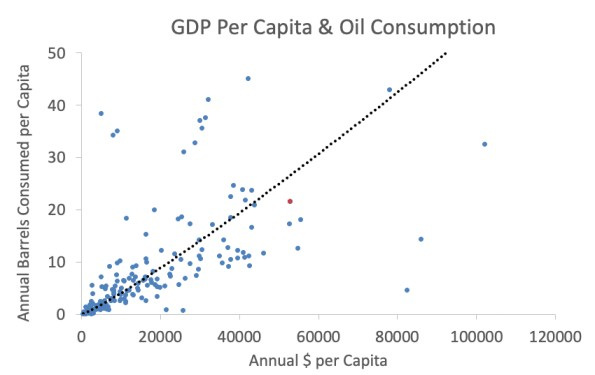 GDP Per Capita & Oil Consumption
Annual Barrels Consumed per Capita
50
40
30
20
10
0
0 20000 40000 60000 80000 100000 120000
Annual $ per Capita